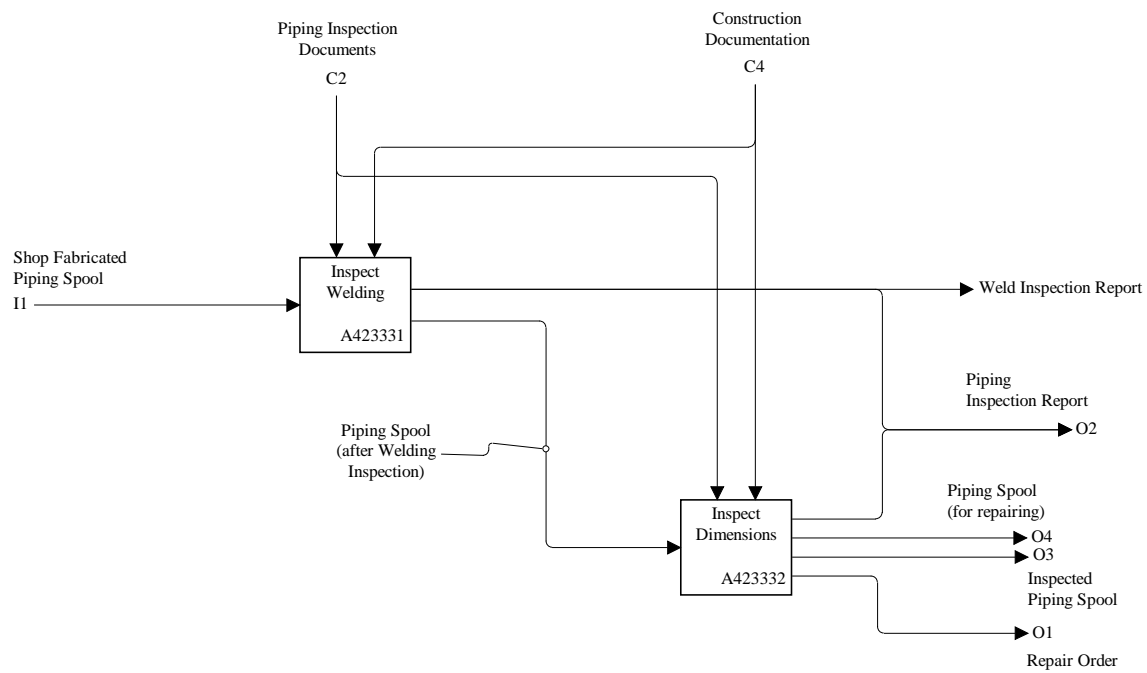 Piping Inspection
Documents
C2
Construction
Documentation
C4
Shop Fabricated
Piping Spool
I1
Inspect
Welding
A423331
Weld Inspection Report
Piping
Inspection Report
O2
Piping Spool
(after Welding
Inspection)
Inspect
Dimensions
A423332
Piping Spool
(for repairing)
O4
O3
Inspected
Piping Spool
O1
Repair Order